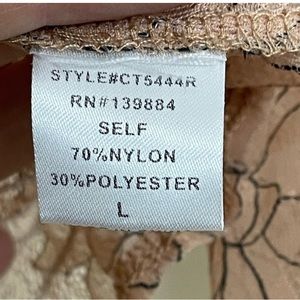 STYLE#CT5444R
RN#139884
SELF
70%NYLON
30%POLYESTER
L